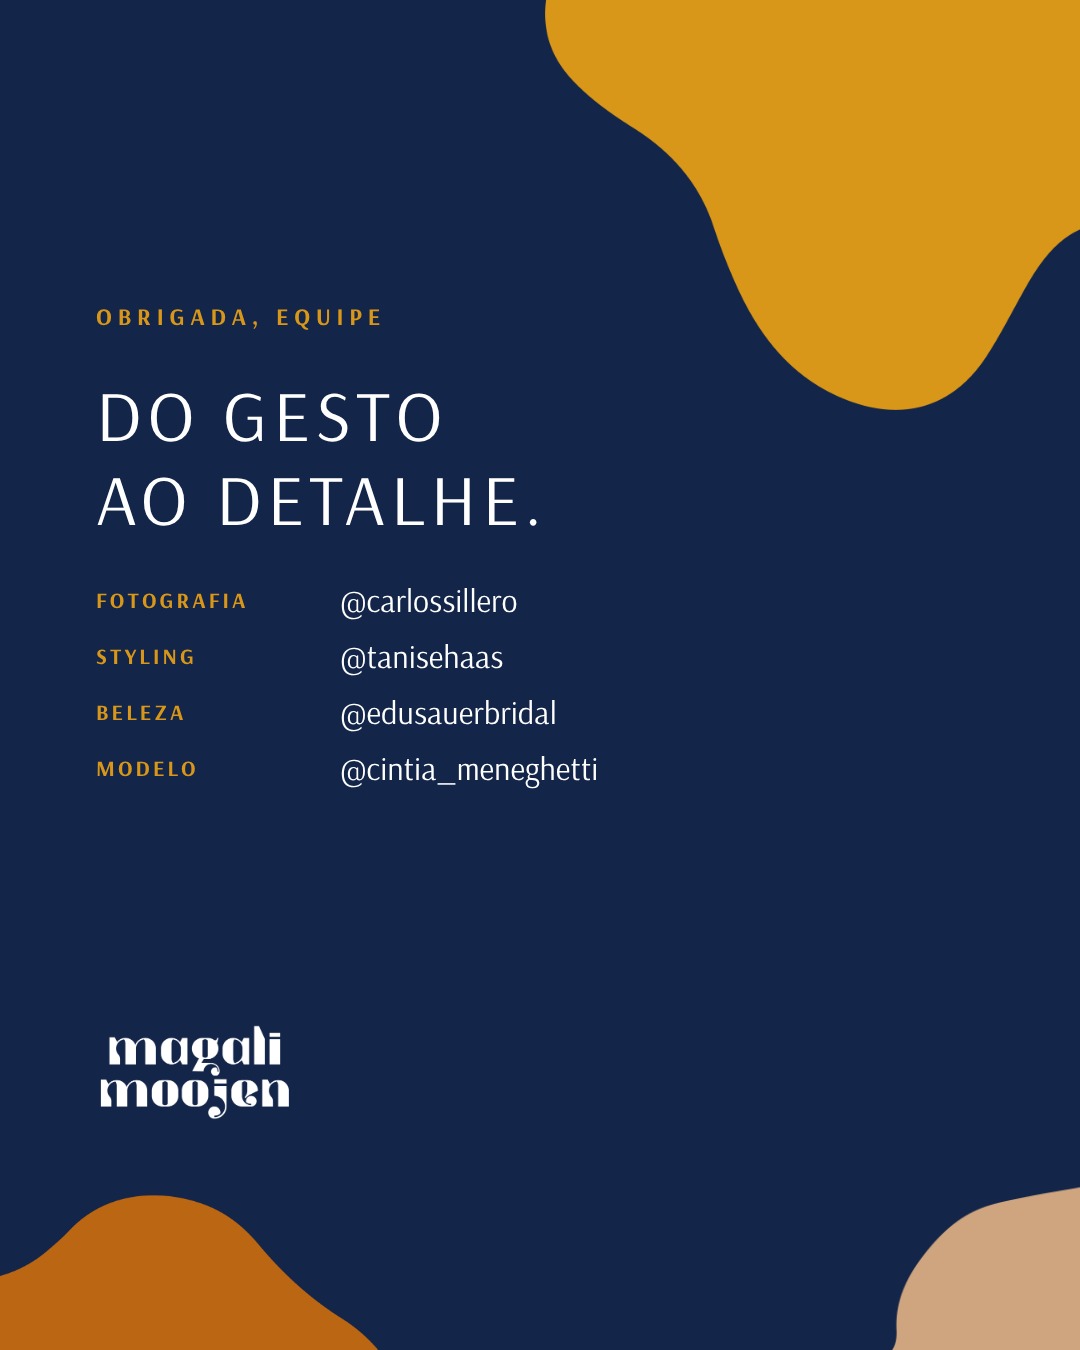 OBRIGADA, EQUIPE
DO GESTO
AO DETALHE.
FOTOGRAFIA @carlossillero
STYLING @tanisehaas
BELEZA @edusauerbridal
MODELO @cintia_meneghetti
magali
moojen